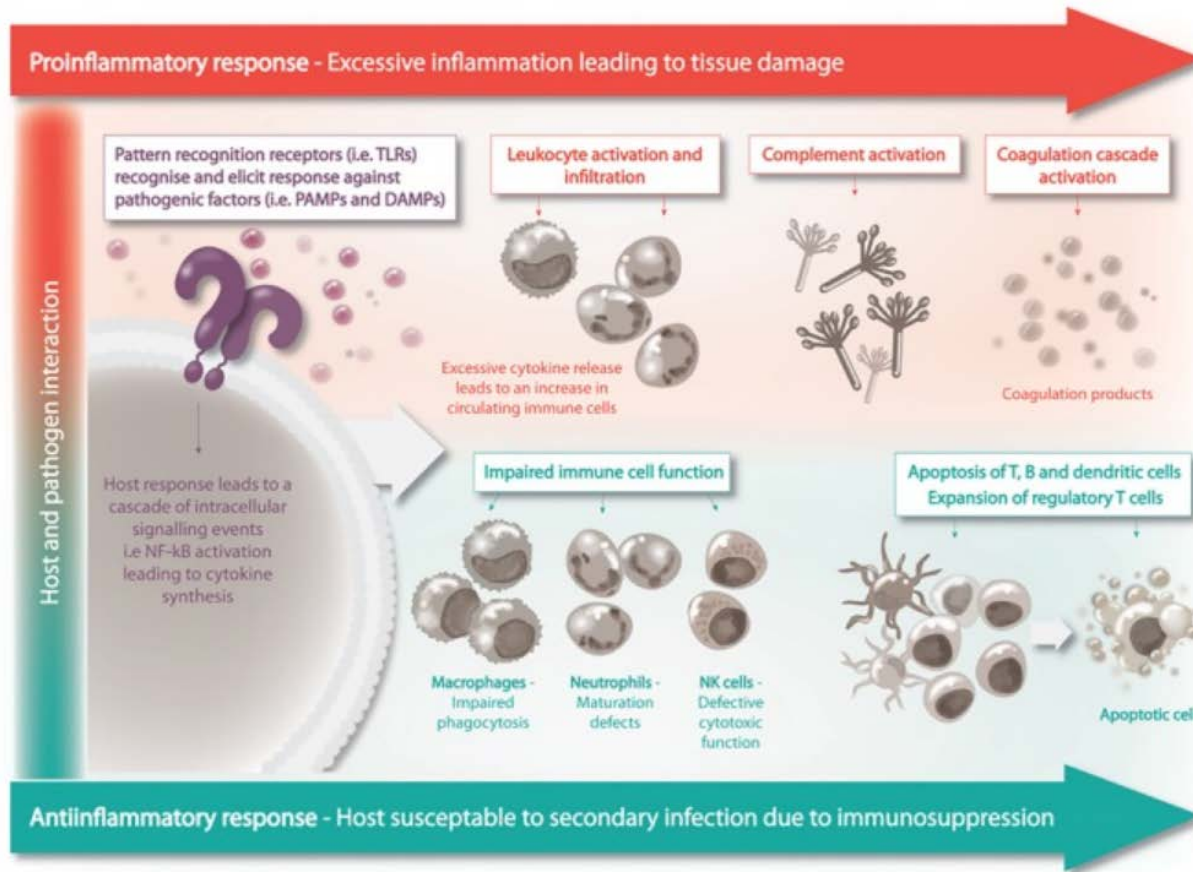 Proinflammatory response - Excessive inflammation leading to tissue damage
Host and pathogen interaction
Pattern recognition receptors (i.e. TLRs)
recognise and elicit response against
pathogenic factors (i.e. PAMPs and DAMPs)
Host response leads to a
cascade of intracellular
signalling events
i.e NF-kB activation
leading to cytokine
synthesis
Leukocyte activation and
infiltration
Excessive cytokine release
leads to an increase in
circulating immune cells
Complement activation
Coagulation cascade
activation
Coagulation products
Impaired immune cell function
Macrophages -
Impaired
phagocytosis
Neutrophils -
Maturation
defects
NK cells -
Defective
cytotoxic
function
Apoptosis of T, B and dendritic cells
Expansion of regulatory T cells
Apoptotic cell
Antiinflammatory response - Host susceptable to secondary infection due to immunosuppression